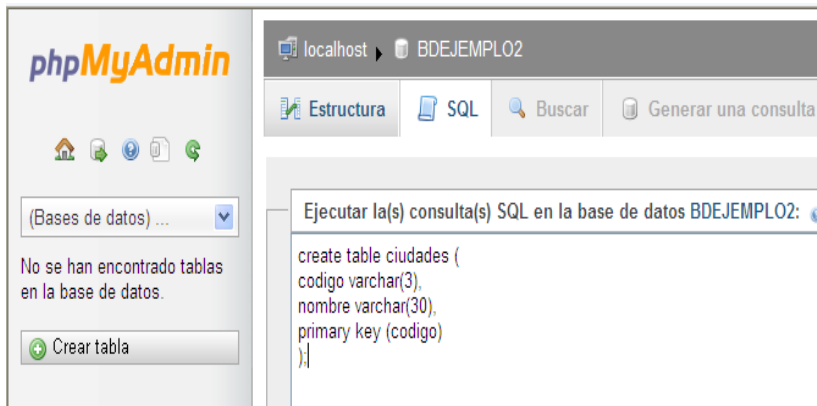 phpMyAdmin
(Bases de datos) ...
No se han encontrado tablas
en la base de datos.
Crear tabla
localhost BDEJEMPLO2
Estructura SQL Buscar Generar una consulta
Ejecutar la(s) consulta(s) SQL en la base de datos BDEJEMPLO2:
create table ciudades (
codigo varchar(3),
nombre varchar(30),
primary key (codigo)
);